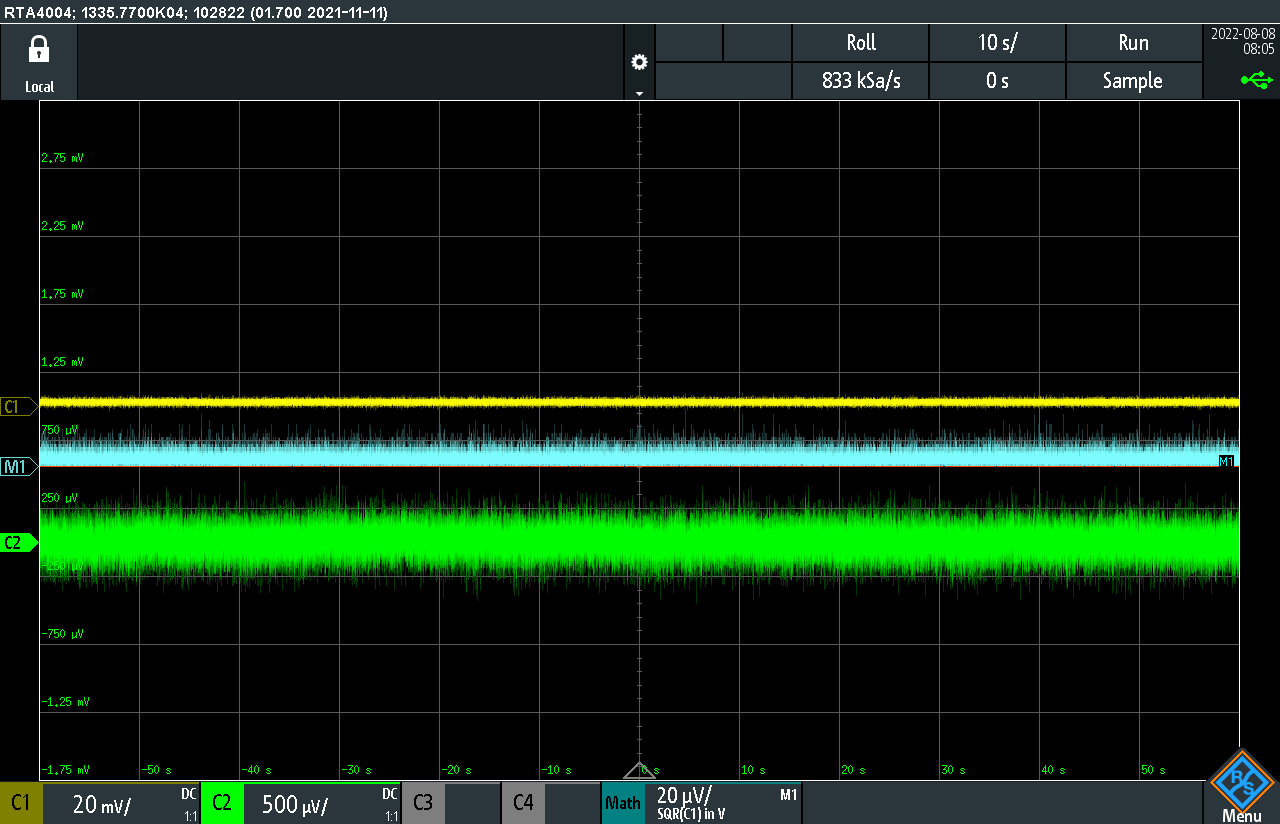 RTA4004; 1335.7700K04; 102822 (01.700 2021-11-11)
Local
Roll
10 s/
Run
2022-08-08
08:05
833 kSa/s
0 s
Sample
2.75 mV
2.25 mV
1.75 mV
1.25 mV
C1
750 µV
M1
M1
250 µV
C2
-250 µV
-750 µV
-1.25 mV
-1.75 mV
-50 s
-40 s
-30 s
-20 s
-10 s
0 s
10 s
20 s
30 s
40 s
50 s
C1
20 mV/
DC
1:1
C2
500 µV/
DC
1:1
C3
C4
Math
20 µV/
M1
SQR(C1) in V
R&S
Menu